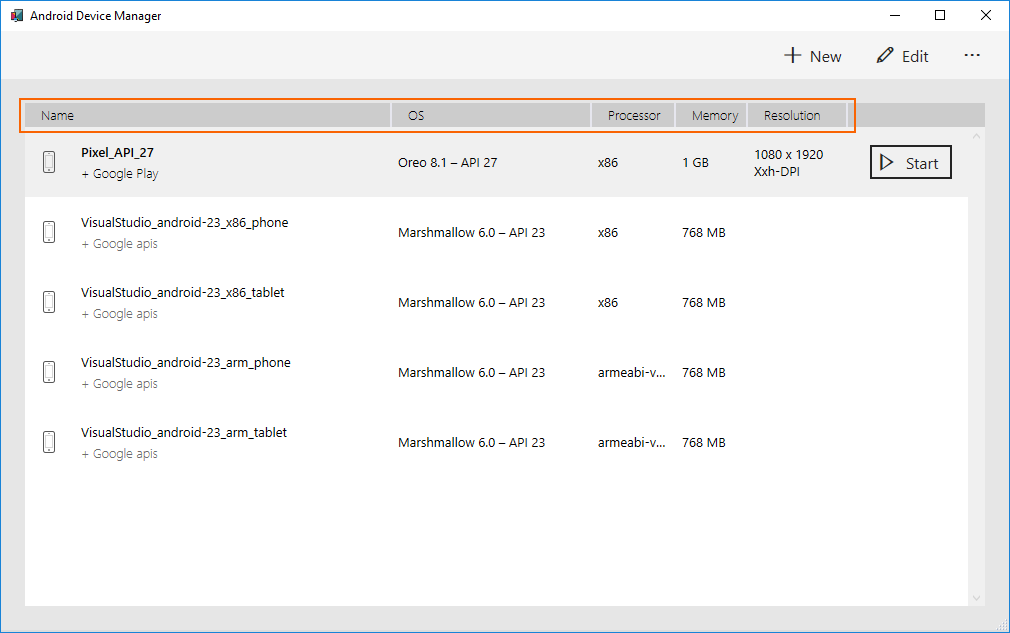 Android Device Manager
New Edit ...
Name OS Processor Memory Resolution
Pixel_API_27
+ Google Play
Oreo 8.1 – API 27 x86 1 GB
1080 x 1920
Xxh-DPI
Start
VisualStudio_android-23_x86_phone
+ Google apis
Marshmallow 6.0 – API 23 x86 768 MB
VisualStudio_android-23_x86_tablet
+ Google apis
Marshmallow 6.0 – API 23 x86 768 MB
VisualStudio_android-23_arm_phone
+ Google apis
Marshmallow 6.0 – API 23 armeabi-v... 768 MB
VisualStudio_android-23_arm_tablet
+ Google apis
Marshmallow 6.0 – API 23 armeabi-v... 768 MB